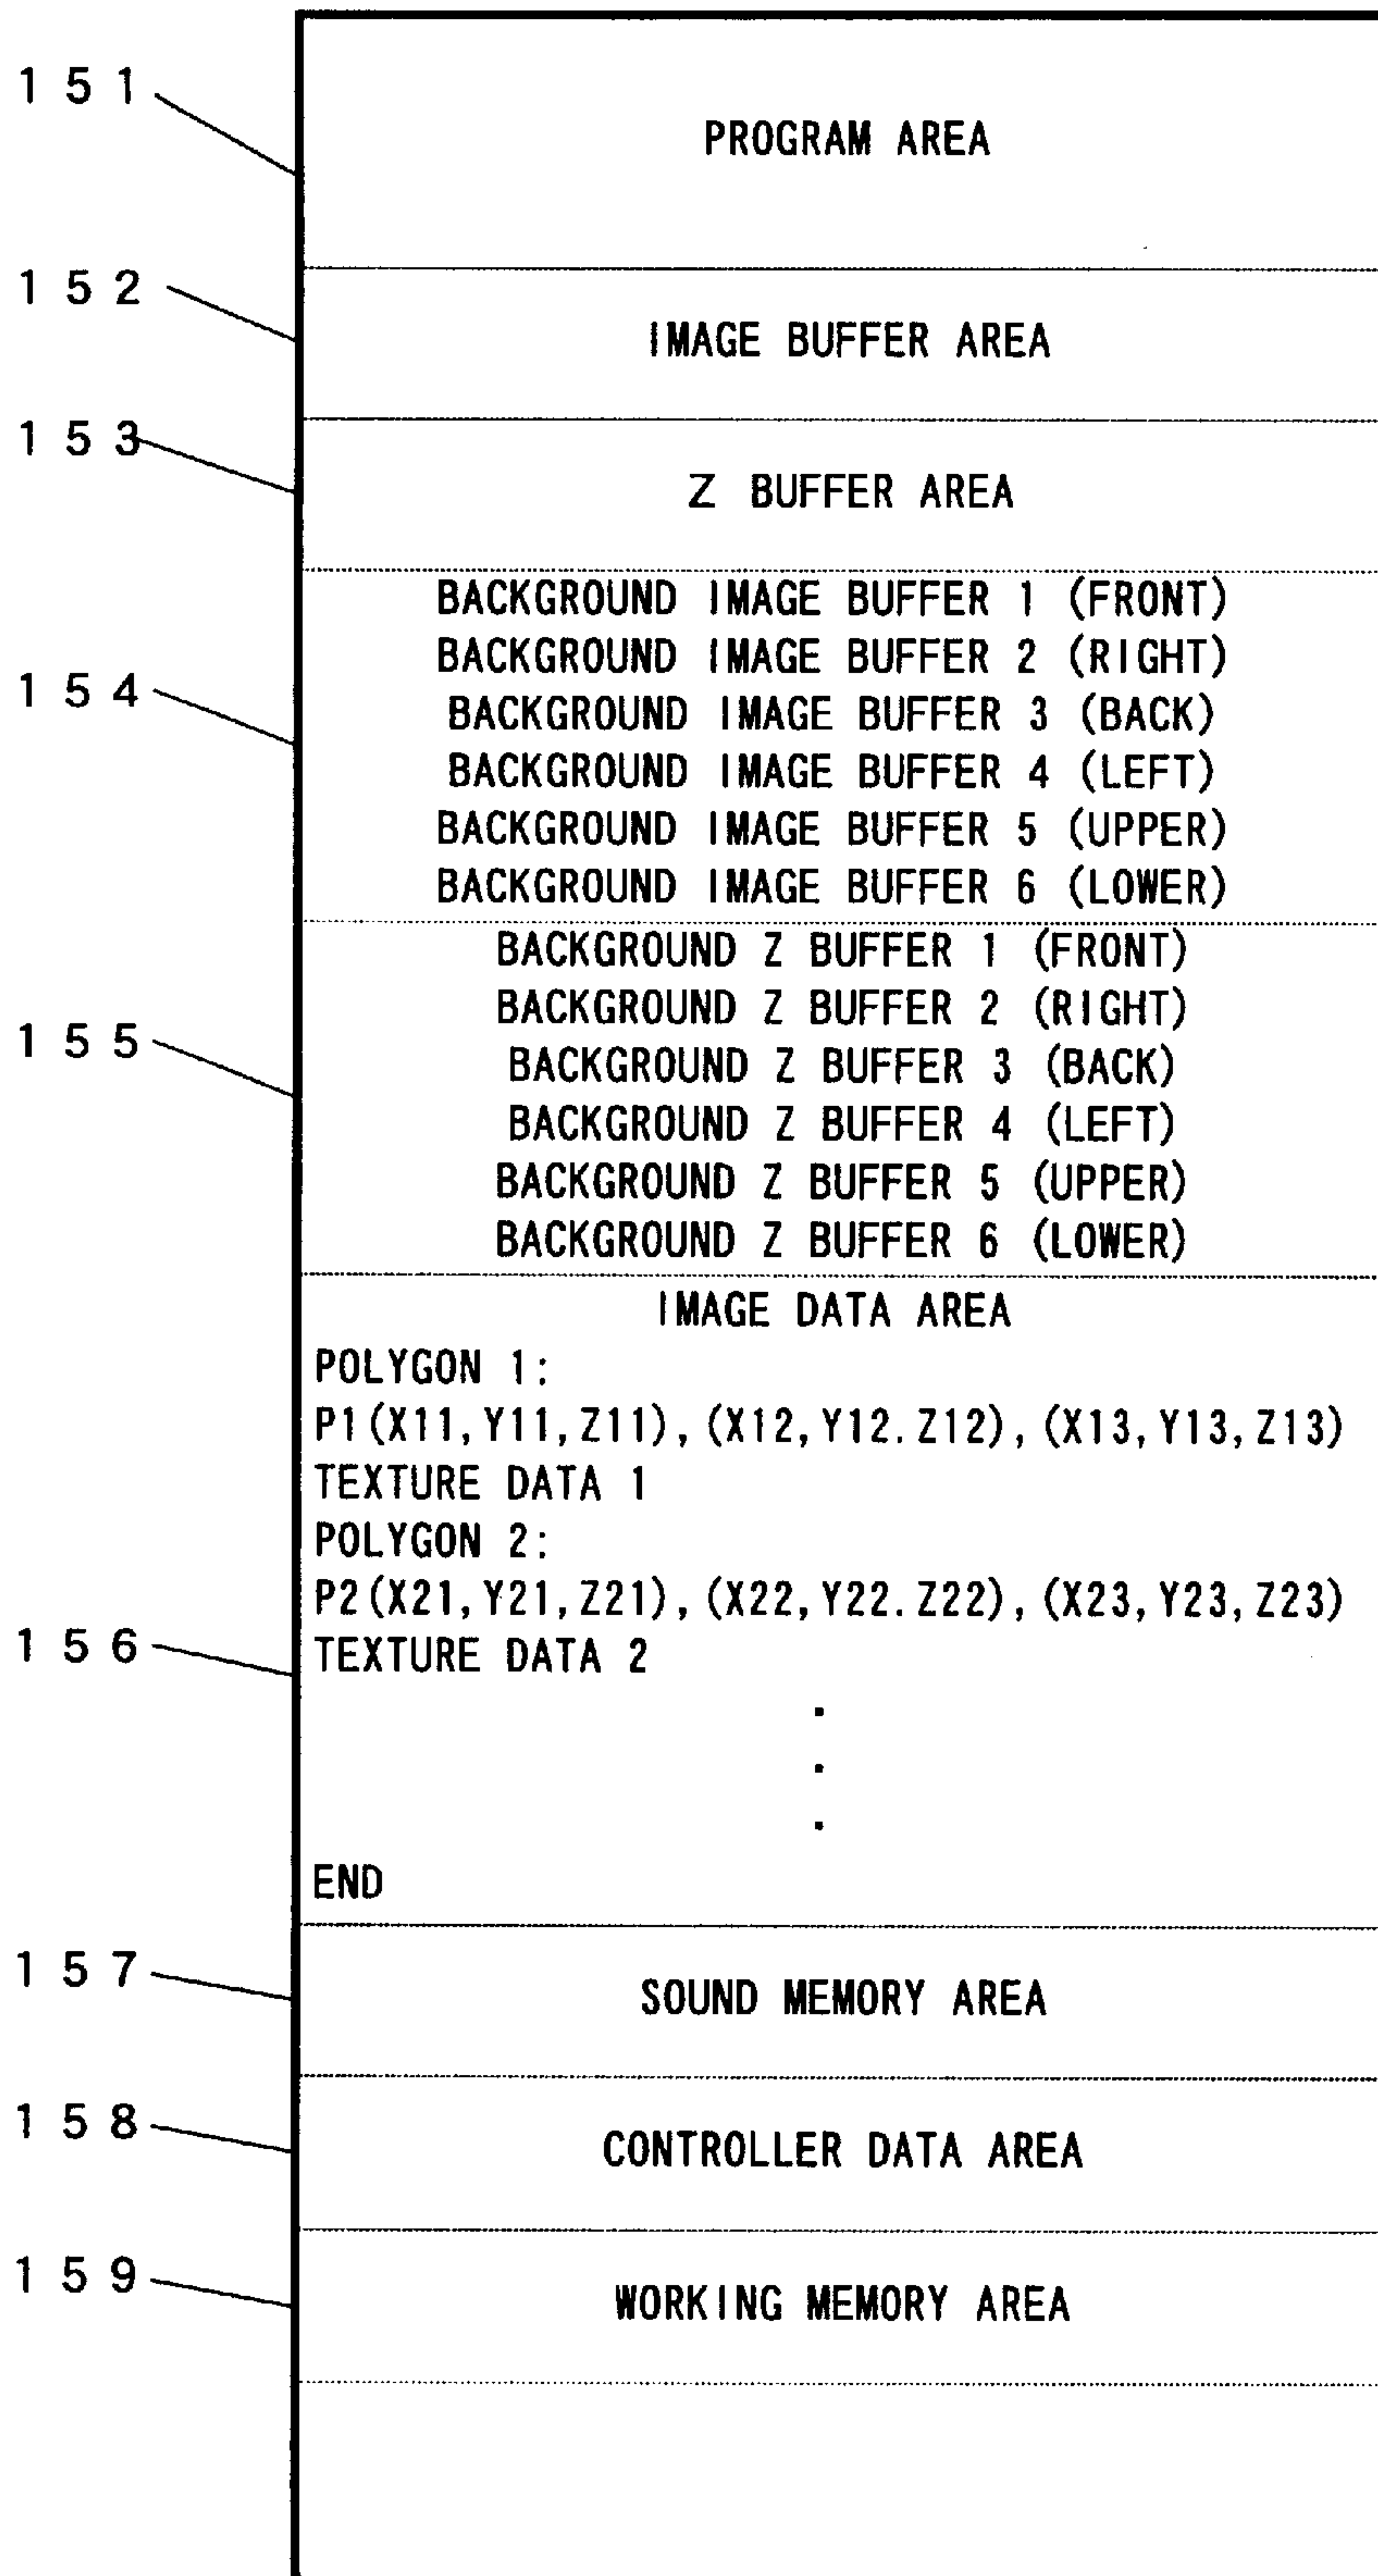 151
PROGRAM AREA
152
IMAGE BUFFER AREA
153
Z BUFFER AREA
BACKGROUND IMAGE BUFFER 1 (FRONT)
BACKGROUND IMAGE BUFFER 2 (RIGHT)
154
BACKGROUND IMAGE BUFFER 3 (BACK)
BACKGROUND IMAGE BUFFER 4 (LEFT)
BACKGROUND IMAGE BUFFER 5 (UPPER)
BACKGROUND IMAGE BUFFER 6 (LOWER)
BACKGROUND Z BUFFER 1 (FRONT)
BACKGROUND Z BUFFER 2 (RIGHT)
155
BACKGROUND Z BUFFER 3 (BACK)
BACKGROUND Z BUFFER 4 (LEFT)
BACKGROUND Z BUFFER 5 (UPPER)
BACKGROUND Z BUFFER 6 (LOWER)
IMAGE DATA AREA
POLYGON 1:
P1(X11,Y11,Z11),(X12,Y12.Z12),(X13,Y13,Z13)
TEXTURE DATA 1
POLYGON 2:
P2(X21,Y21,Z21),(X22,Y22.Z22),(X23,Y23,Z23)
156
TEXTURE DATA 2
.
.
.
END
157
SOUND MEMORY AREA
158
CONTROLLER DATA AREA
159
WORKING MEMORY AREA